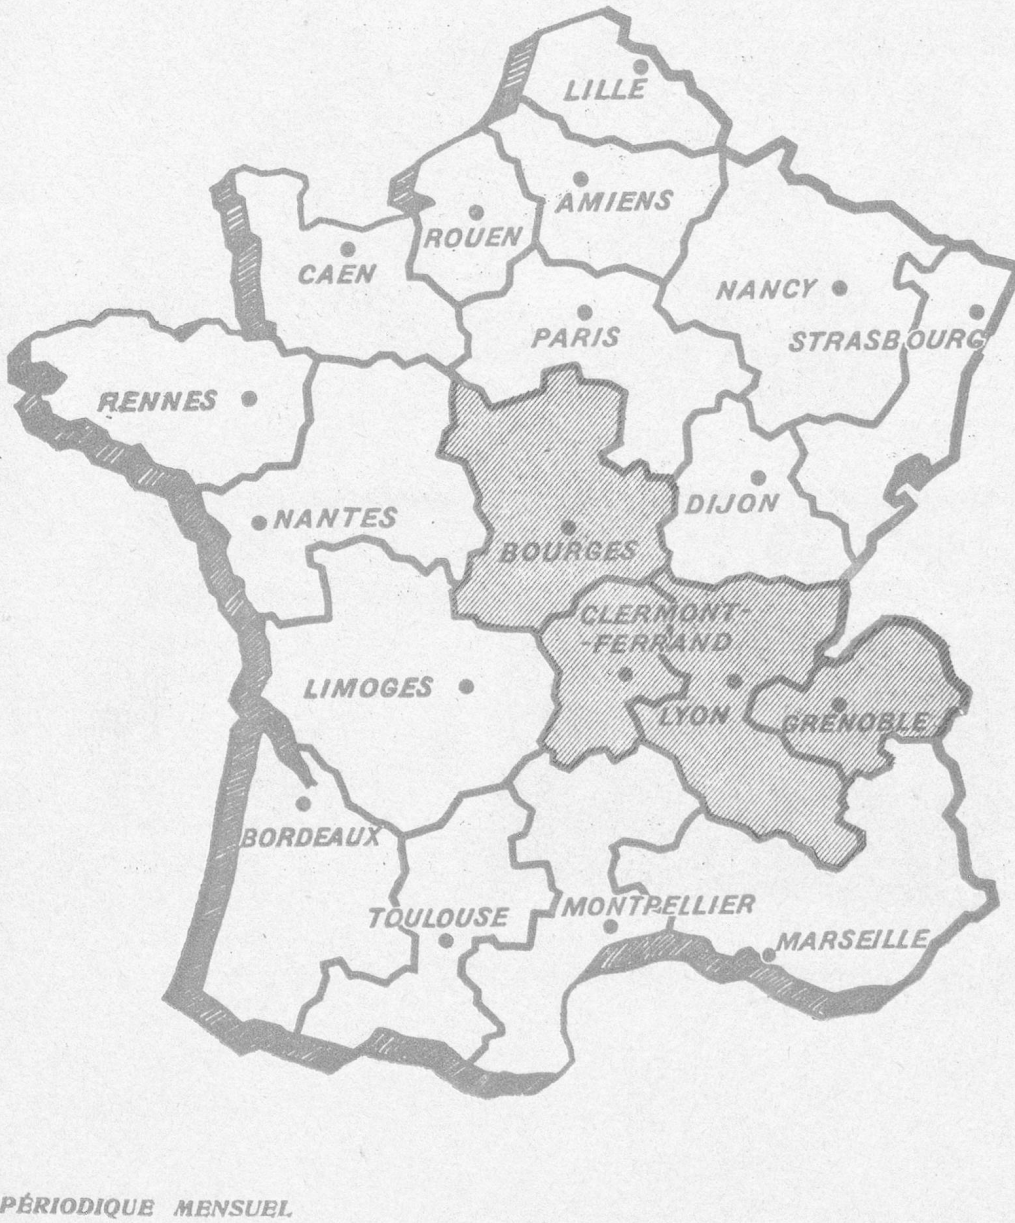 LILLE
AMIENS
ROUEN
CAEN
NANCY
PARIS
STRASBOURG
RENNES
DIJON
NANTES
BOURGES
CLERMONT-
-FERRAND
LIMOGES
LYON
GRENOBLE
BORDEAUX
TOULOUSE
MONTPELLIER
MARSEILLE
PÉRIODIQUE MENSUEL